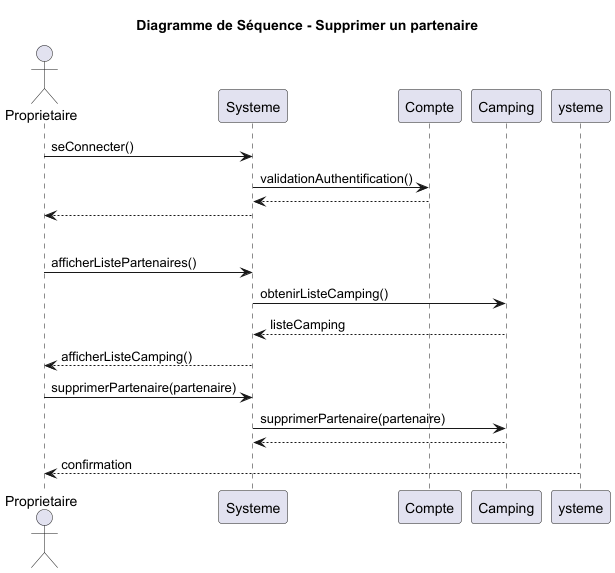 Diagramme de Séquence - Supprimer un partenaire
Proprietaire
Systeme
Compte
Camping
ysteme
seConnecter()
validationAuthentification()
afficherListePartenaires()
obtenirListeCamping()
listeCamping
afficherListeCamping()
supprimerPartenaire(partenaire)
supprimerPartenaire(partenaire)
confirmation
Proprietaire
Systeme
Compte
Camping
ysteme